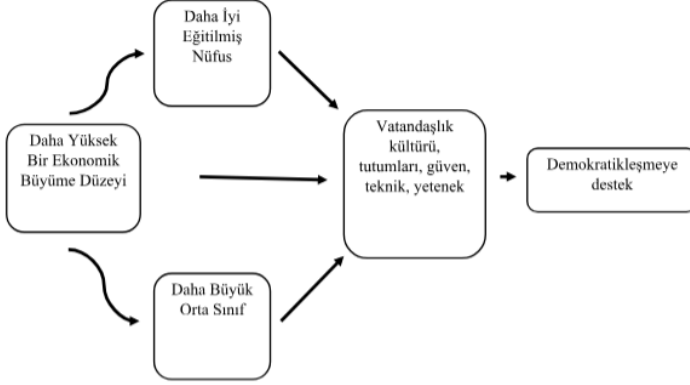 Daha İyi
Eğitilmiş
Nüfus
Daha Yüksek
Bir Ekonomik
Büyüme Düzeyi
Vatandaşlık
kültürü,
tutumları, güven,
teknik, yetenek
Demokratikleşmeye
destek
Daha Büyük
Orta Sınıf